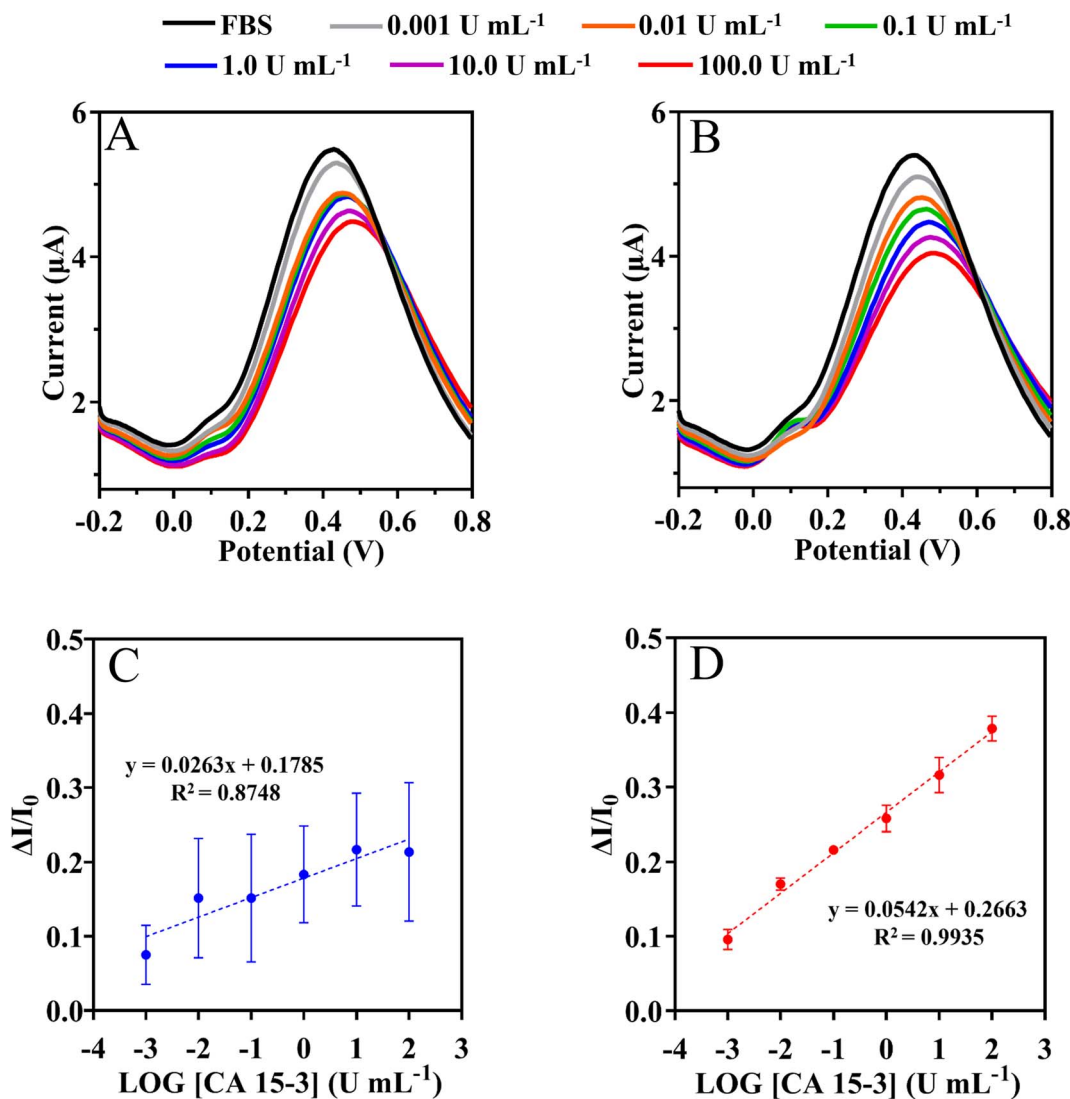 FBS 0.001 U mL⁻¹ 0.01 U mL⁻¹ 0.1 U mL⁻¹
1.0 U mL⁻¹ 10.0 U mL⁻¹ 100.0 U mL⁻¹
A
6
4
2
Current (µA)
-0.2 0.0 0.2 0.4 0.6 0.8
Potential (V)
B
6
4
2
Current (µA)
-0.2 0.0 0.2 0.4 0.6 0.8
Potential (V)
C
0.5
0.4
0.3
0.2
0.1
0.0
ΔI/I₀
y = 0.0263x + 0.1785
R² = 0.8748
-4 -3 -2 -1 0 1 2 3
LOG [CA 15-3] (U mL⁻¹)
D
0.5
0.4
0.3
0.2
0.1
0.0
ΔI/I₀
y = 0.0542x + 0.2663
R² = 0.9935
-4 -3 -2 -1 0 1 2 3
LOG [CA 15-3] (U mL⁻¹)